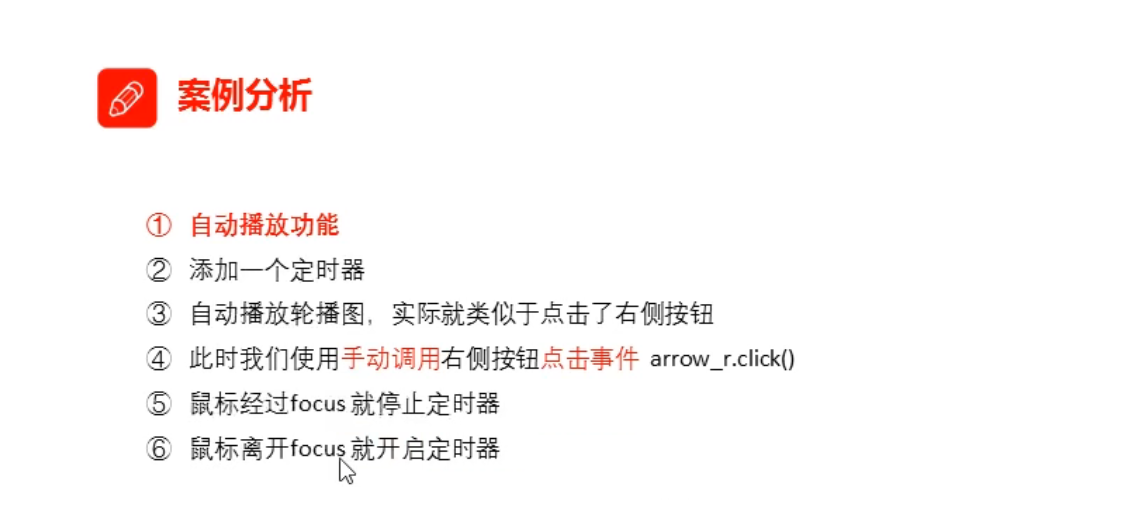 案例分析
① 自动播放功能
② 添加一个定时器
③ 自动播放轮播图，实际就类似于点击了右侧按钮
④ 此时我们使用手动调用右侧按钮点击事件 arrow_r.click()
⑤ 鼠标经过focus 就停止定时器
⑥ 鼠标离开focus 就开启定时器